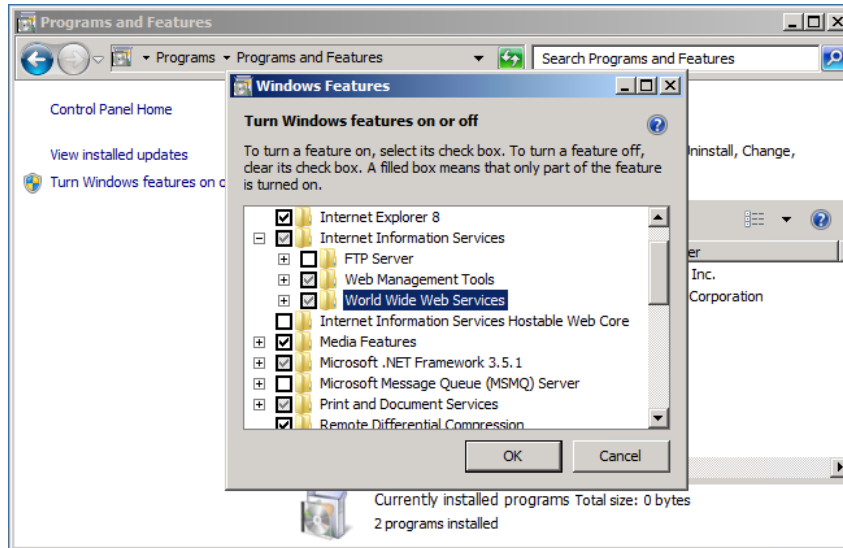 Programs and Features
Programs Programs and Features Search Programs and Features
Windows Features
Control Panel Home
Turn Windows features on or off
View installed updates
To turn a feature on, select its check box. To turn a feature off, Uninstall, Change,
clear its check box. A filled box means that only part of the feature
Turn Windows features on
is turned on.
Internet Explorer 8
Internet Information Services
FTP Server
Web Management Tools Inc.
World Wide Web Services Corporation
Internet Information Services Hostable Web Core
Media Features
Microsoft .NET Framework 3.5.1
Microsoft Message Queue (MSMQ) Server
Print and Document Services
Remote Differential Compression
OK Cancel
Currently installed programs Total size: 0 bytes
2 programs installed